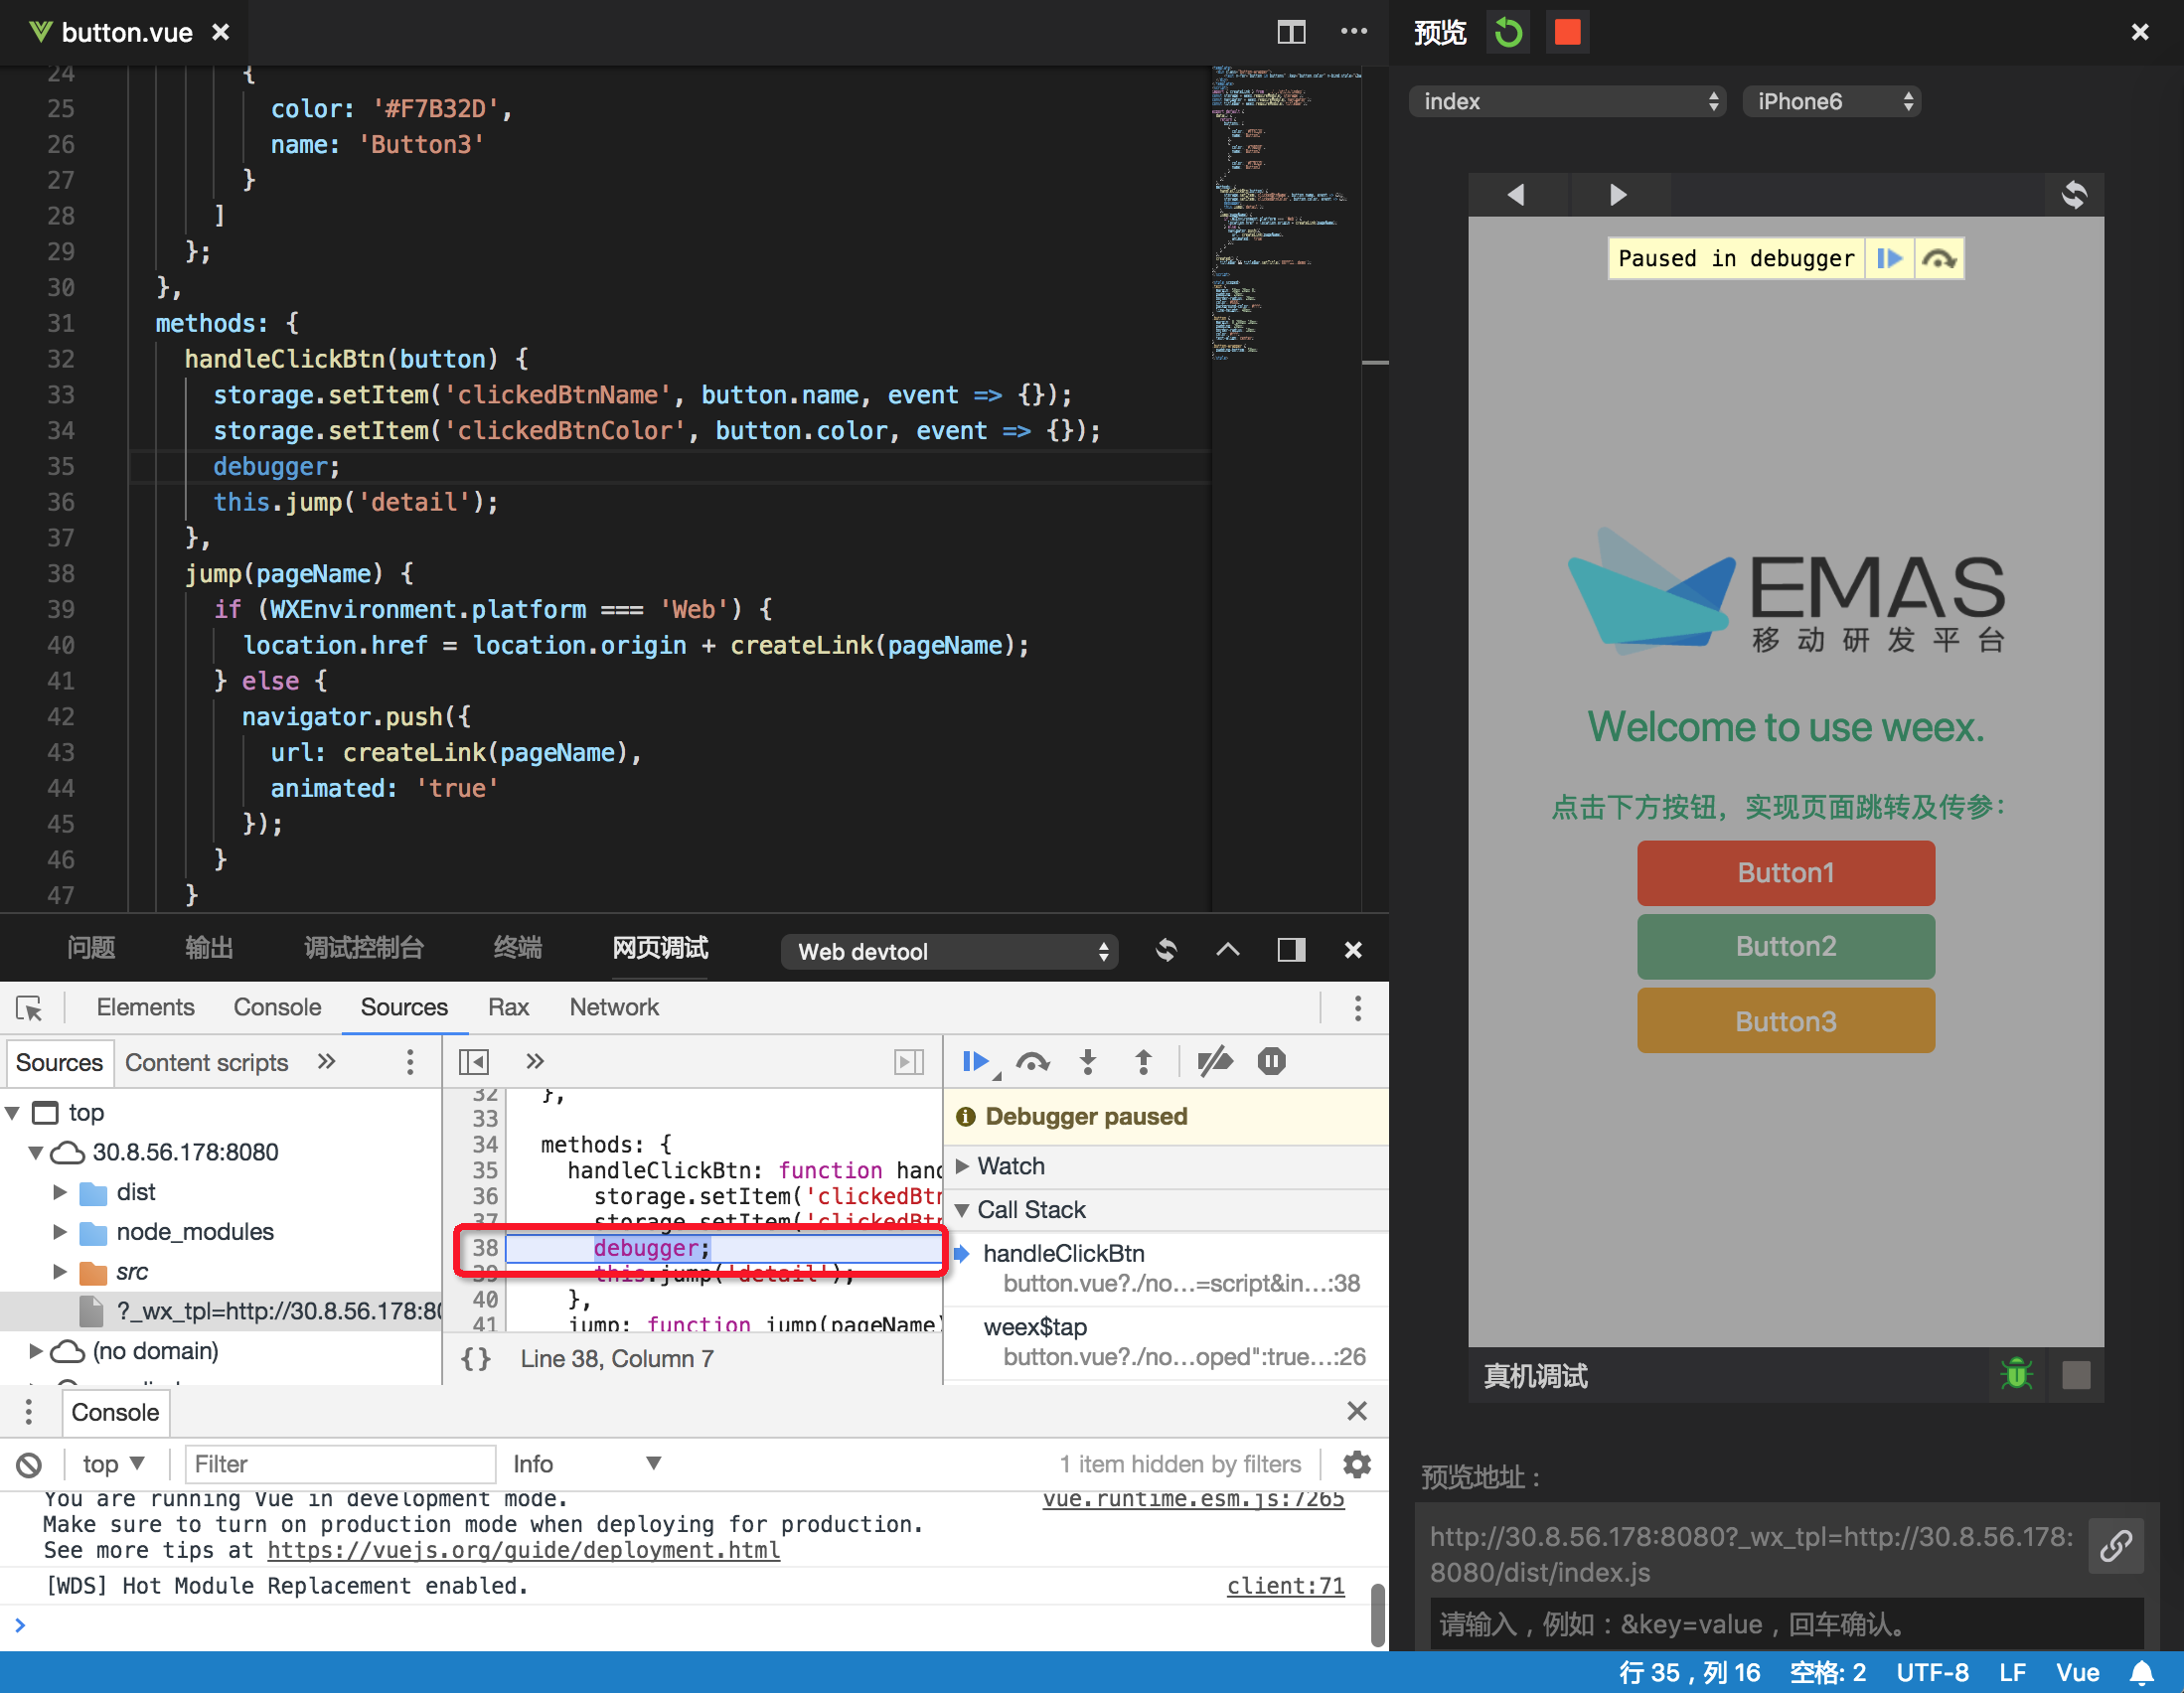 button.vue
24 {
25 color: '#F7B32D',
26 name: 'Button3'
27 }
28 ]
29 };
30 },
31 methods: {
32 handleClickBtn(button) {
33 storage.setItem('clickedBtnName', button.name, event => {});
34 storage.setItem('clickedBtnColor', button.color, event => {});
35 debugger;
36 this.jump('detail');
37 },
38 jump(pageName) {
39 if (WXEnvironment.platform === 'Web') {
40 location.href = location.origin + createLink(pageName);
41 } else {
42 navigator.push({
43 url: createLink(pageName),
44 animated: 'true'
45 });
46 }
47 }
问题 输出 调试控制台 终端 网页调试 Web devtool
Elements Console Sources Rax Network
Sources Content scripts »
top
30.8.56.178:8080
dist
node_modules
src
?_wx_tpl=http://30.8.56.178:80
(no domain)
»
32 },
33
34 methods: {
35 handleClickBtn: function hand
36 storage.setItem('clickedBtn
37 storage.setItem('clickedBtn
38 debugger;
39 this.jump('detail');
40 },
41 jump: function jump(pageName)
{} Line 38, Column 7
Debugger paused
Watch
Call Stack
handleClickBtn
button.vue?./no…=script&in…:38
weex$tap
button.vue?./no…oped":true…:26
Console
top Filter Info 1 item hidden by filters
You are running Vue in development mode. vue.runtime.esm.js:7265
Make sure to turn on production mode when deploying for production.
See more tips at https://vuejs.org/guide/deployment.html
[WDS] Hot Module Replacement enabled. client:71
预览
index iPhone6
Paused in debugger
EMAS
移动研发平台
Welcome to use weex.
点击下方按钮，实现页面跳转及传参：
Button1
Button2
Button3
真机调试
预览地址：
http://30.8.56.178:8080?_wx_tpl=http://30.8.56.178:
8080/dist/index.js
请输入，例如：&key=value，回车确认。
行 35，列 16 空格: 2 UTF-8 LF Vue